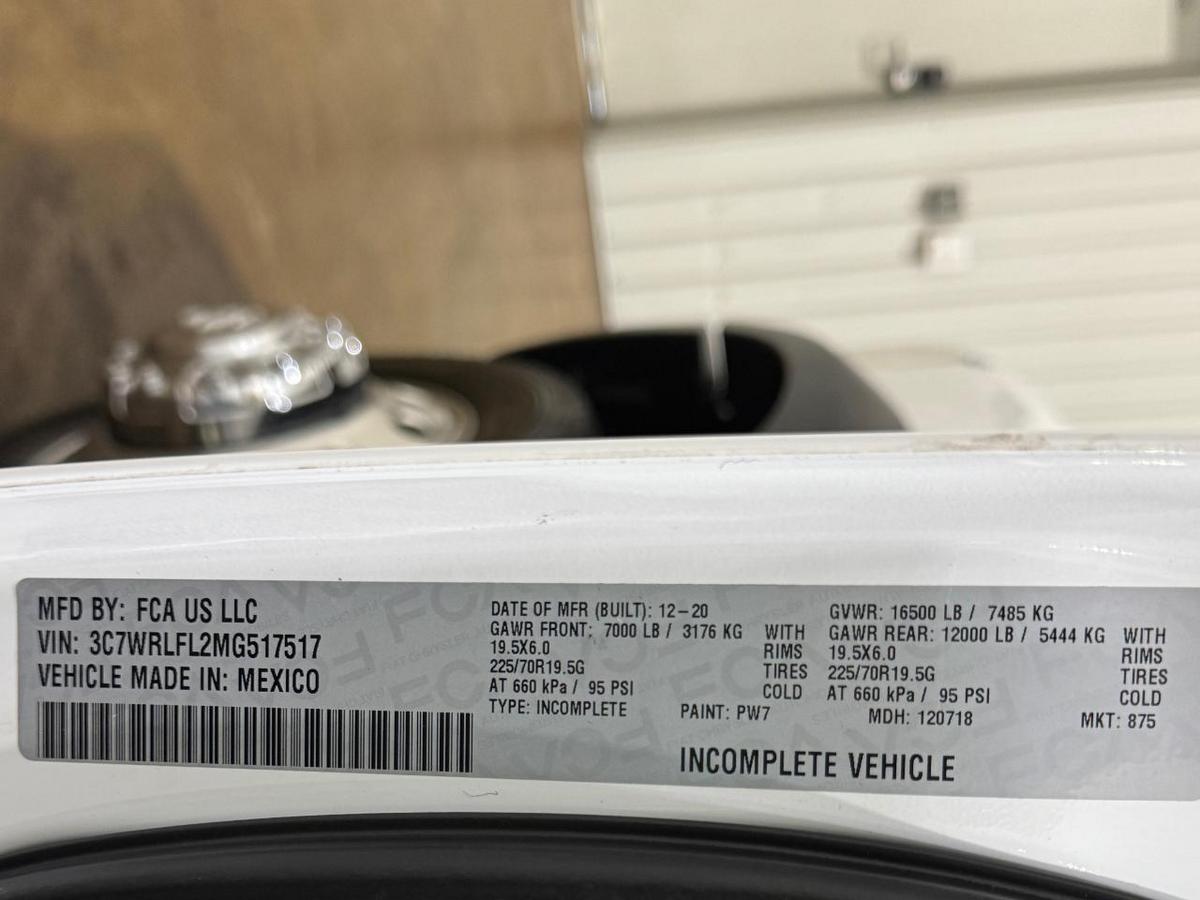 MFD BY: FCA US LLC
VIN: 3C7WRLFL2MG517517
VEHICLE MADE IN: MEXICO
DATE OF MFR (BUILT): 12-20
GAWR FRONT: 7000 LB / 3176 KG WITH
19.5X6.0 RIMS
225/70R19.5G TIRES
AT 660 kPa / 95 PSI COLD
TYPE: INCOMPLETE
PAINT: PW7
GVWR: 16500 LB / 7485 KG
GAWR REAR: 12000 LB / 5444 KG WITH
19.5X6.0 RIMS
225/70R19.5G TIRES
AT 660 kPa / 95 PSI COLD
MDH: 120718 MKT: 875
INCOMPLETE VEHICLE